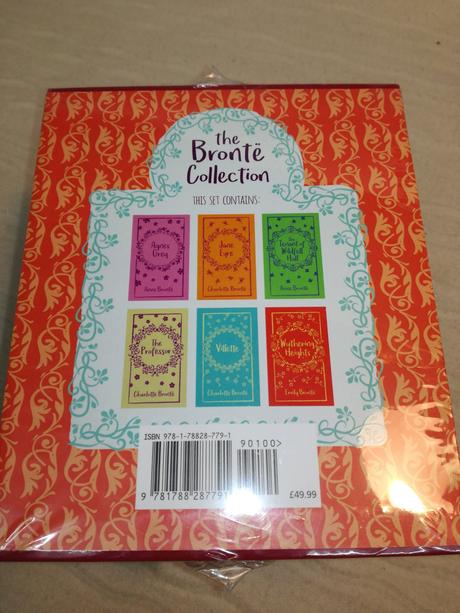 the
Brontë
Collection
THIS SET CONTAINS:
Agnes
Grey
Anne Brontë
Jane
Eyre
Charlotte Brontë
The
Tenant of
Wildfell
Hall
Anne Brontë
The
Professor
Charlotte Brontë
Villette
Charlotte Brontë
Wuthering
Heights
Emily Brontë
ISBN 978-1-78828-779-1
90100>
9 781788 287791
£49.99